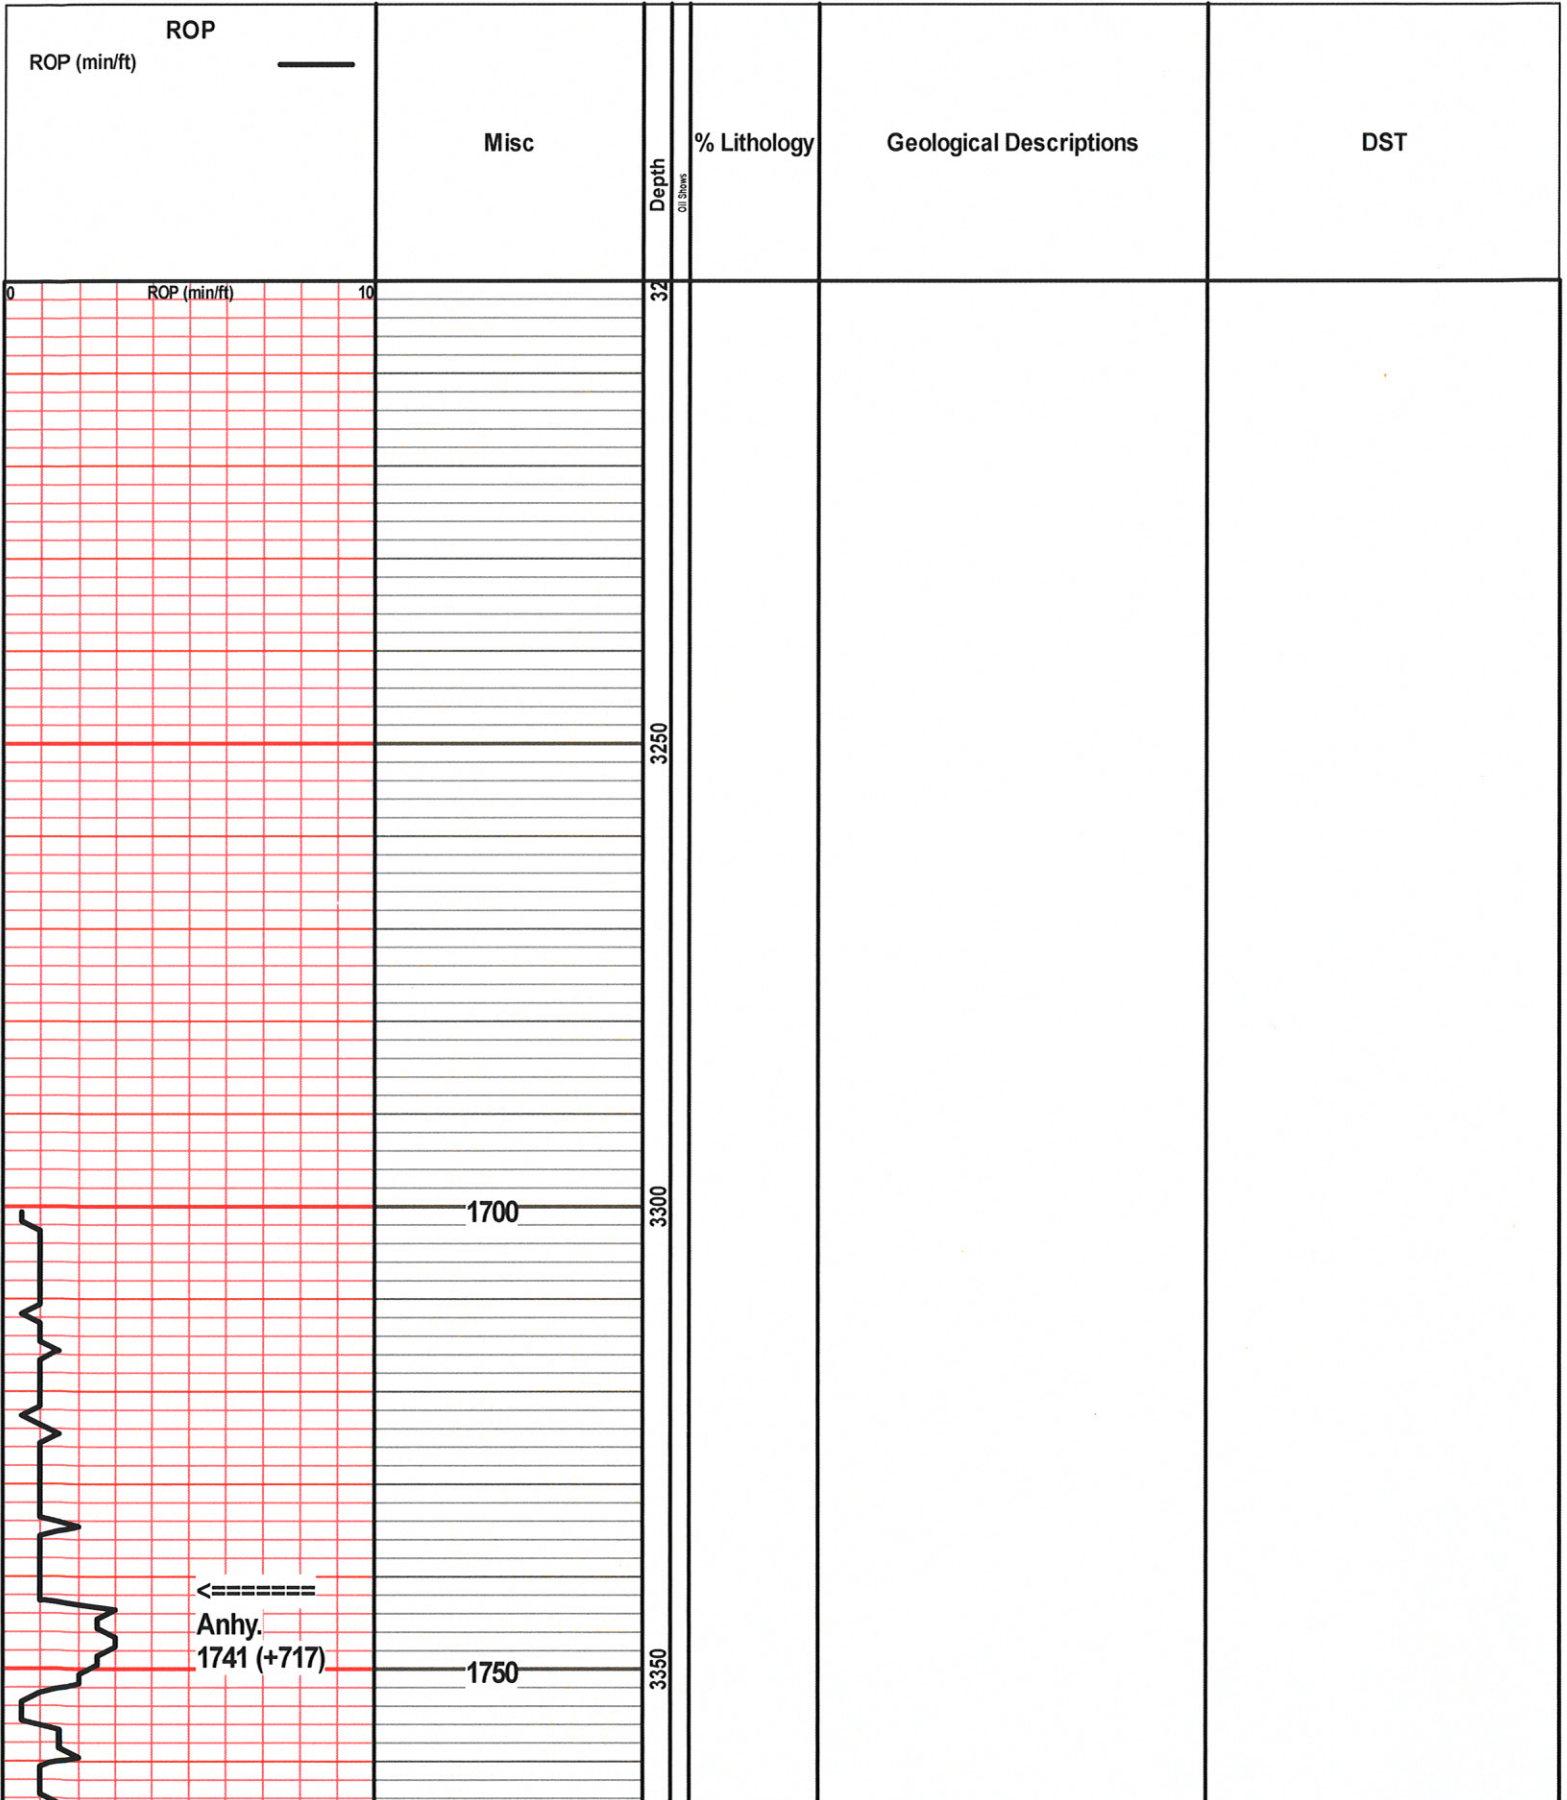 ROP
ROP (min/ft)
Misc
Depth
Oil Shows
% Lithology
Geological Descriptions
DST
0 ROP (min/ft) 10
32
3250
1700
3300
<=======
Anhy.
1741 (+717)
1750
3350